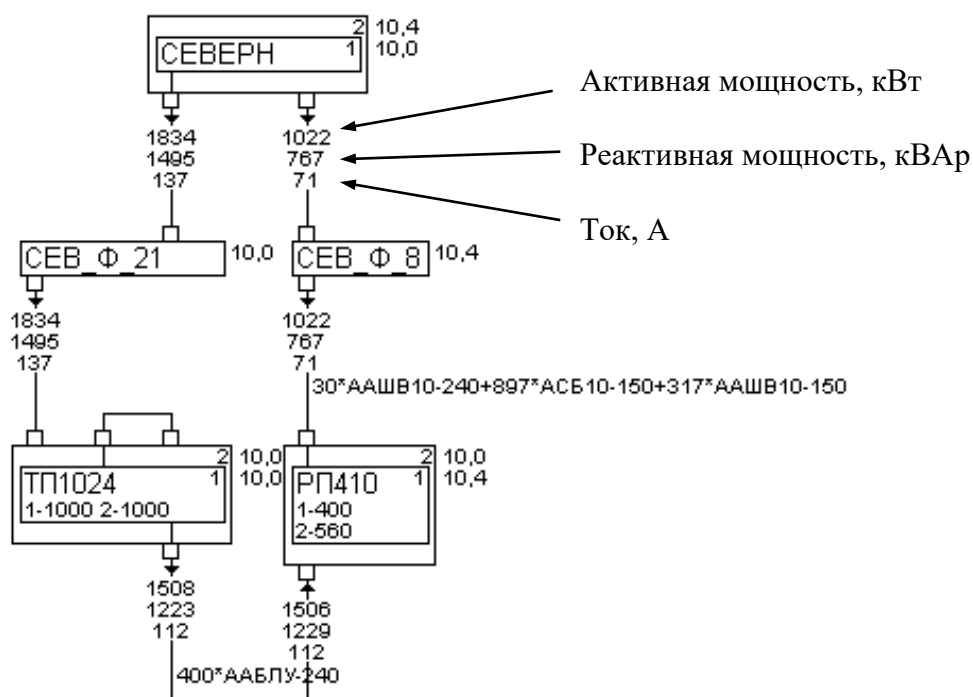 2 10,4
СЕВЕРН 1 10,0
Активная мощность, кВт
1834
1495
137
1022
767
71
Реактивная мощность, кВАр
Ток, А
СЕВ_Ф_21 10,0
СЕВ_Ф_8 10,4
1834
1495
137
1022
767
71
30*ААШВ10-240+897*АСБ10-150+317*ААШВ10-150
2 10,0
ТП1024 1 10,0
1-1000 2-1000
2 10,0
РП410 1 10,4
1-400
2-560
1508
1223
112
1506
1229
112
400*ААБЛУ-240